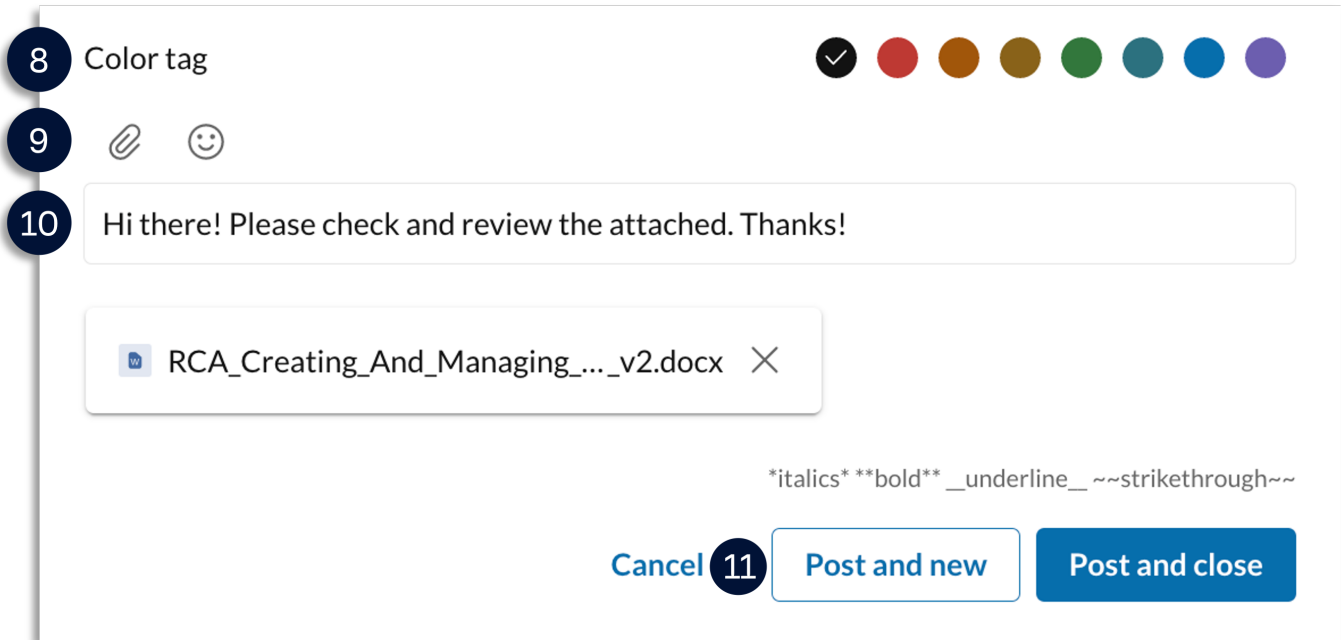 8 Color tag
9
10 Hi there! Please check and review the attached. Thanks!
W RCA_Creating_And_Managing_..._v2.docx
*italics* **bold** __underline__ ~~strikethrough~~
Cancel 11 Post and new Post and close